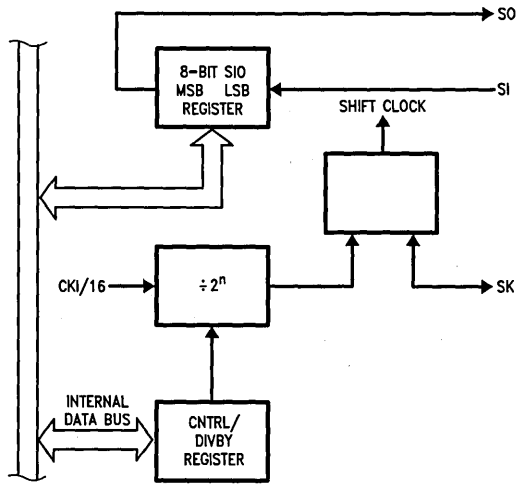 SO
8-BIT SIO
MSB LSB
REGISTER
SI
SHIFT CLOCK
CKI/16
÷2ⁿ
SK
INTERNAL
DATA BUS
CNTRL/
DIVBY
REGISTER